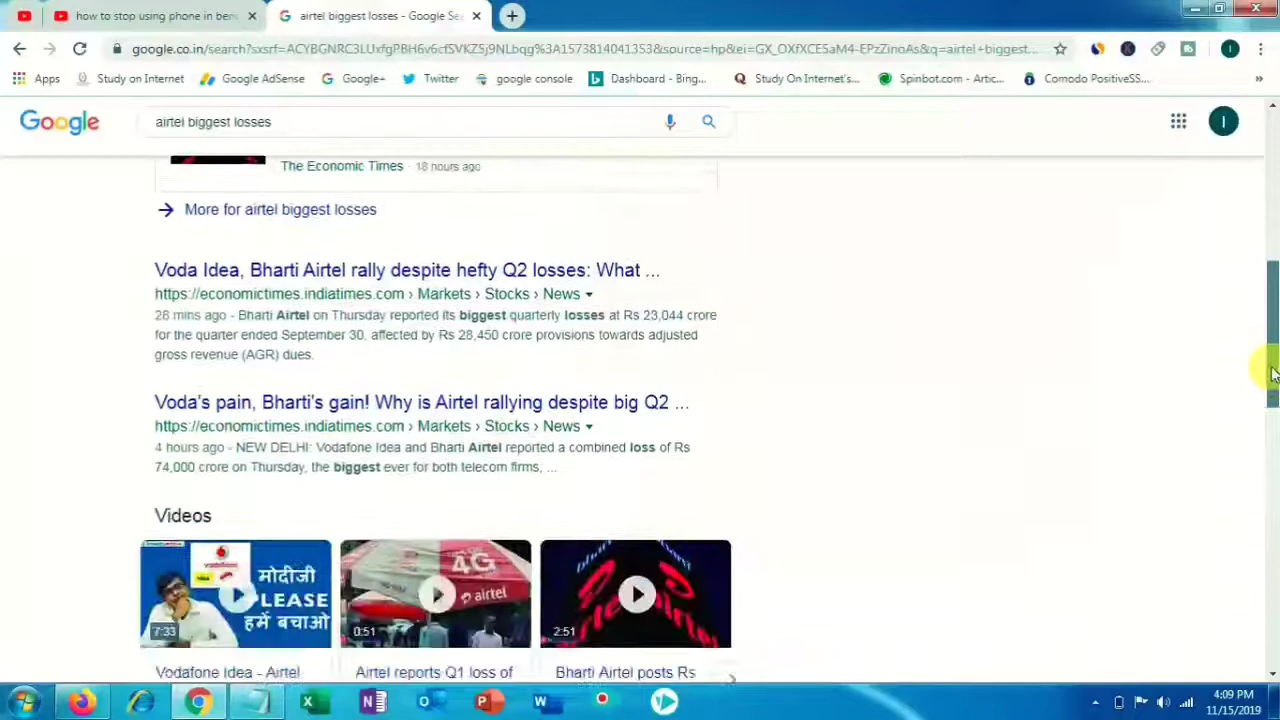 how to stop using phone in ben
airtel biggest losses - Google Sea
google.co.in/search?sxsrf=ACYBGNRC3LUxfgPBH6v6cfSVKZ5j9NLbqg%3A1573814041353&source=hp&ei=GX_OXfXCESaM4-EPzZinoAs&q=airtel+biggest...
Apps
Study on Internet
Google AdSense
Google+
Twitter
google console
Dashboard - Bing...
Study On Internet's...
Spinbot.com - Artic...
Comodo PositiveSS...
»
Google
airtel biggest losses
I
The Economic Times · 18 hours ago
More for airtel biggest losses
Voda Idea, Bharti Airtel rally despite hefty Q2 losses: What ...
https://economictimes.indiatimes.com › Markets › Stocks › News
28 mins ago - Bharti Airtel on Thursday reported its biggest quarterly losses at Rs 23,044 crore
for the quarter ended September 30, affected by Rs 28,450 crore provisions towards adjusted
gross revenue (AGR) dues.
Voda's pain, Bharti's gain! Why is Airtel rallying despite big Q2 ...
https://economictimes.indiatimes.com › Markets › Stocks › News
4 hours ago - NEW DELHI: Vodafone Idea and Bharti Airtel reported a combined loss of Rs
74,000 crore on Thursday, the biggest ever for both telecom firms, ...
Videos
मोदीजी
PLEASE
हमें बचाओ
7:33
4G
airtel
0:51
bharti
airtel
2:51
Vodafone Idea - Airtel
Airtel reports Q1 loss of
Bharti Airtel posts Rs
4:09 PM
11/15/2019